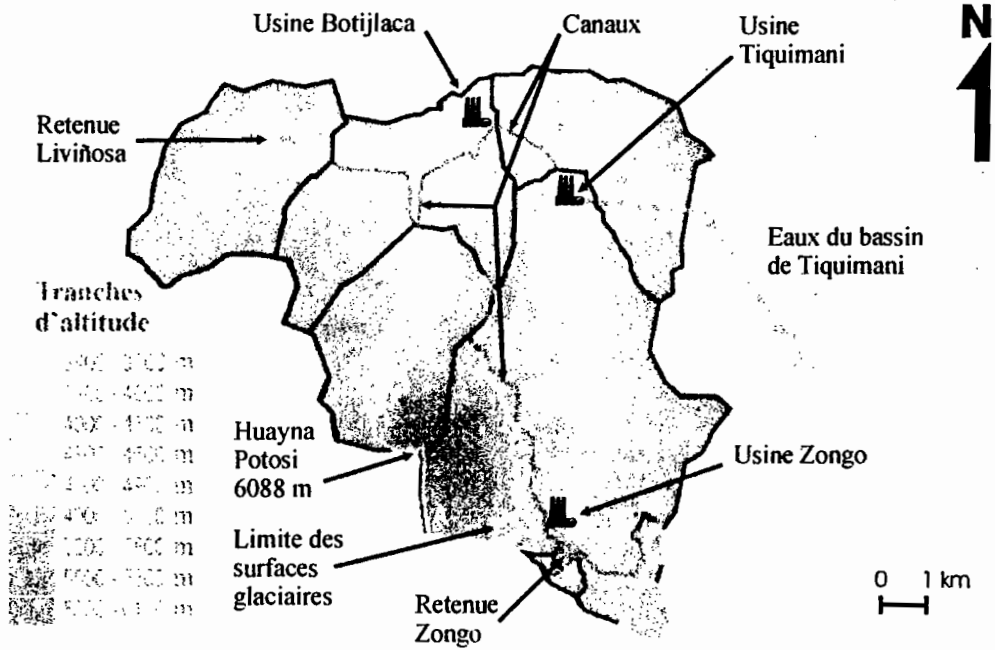 Usine Botijlaca
Canaux
Usine
Tiquimani
N
Retenue
Liviñosa
Eaux du bassin
de Tiquimani
Tranches
d'altitude
m
m
m
m
m
m
m
m
m
Huayna
Potosi
6088 m
Usine Zongo
Limite des
surfaces
glaciaires
Retenue
Zongo
0 1 km